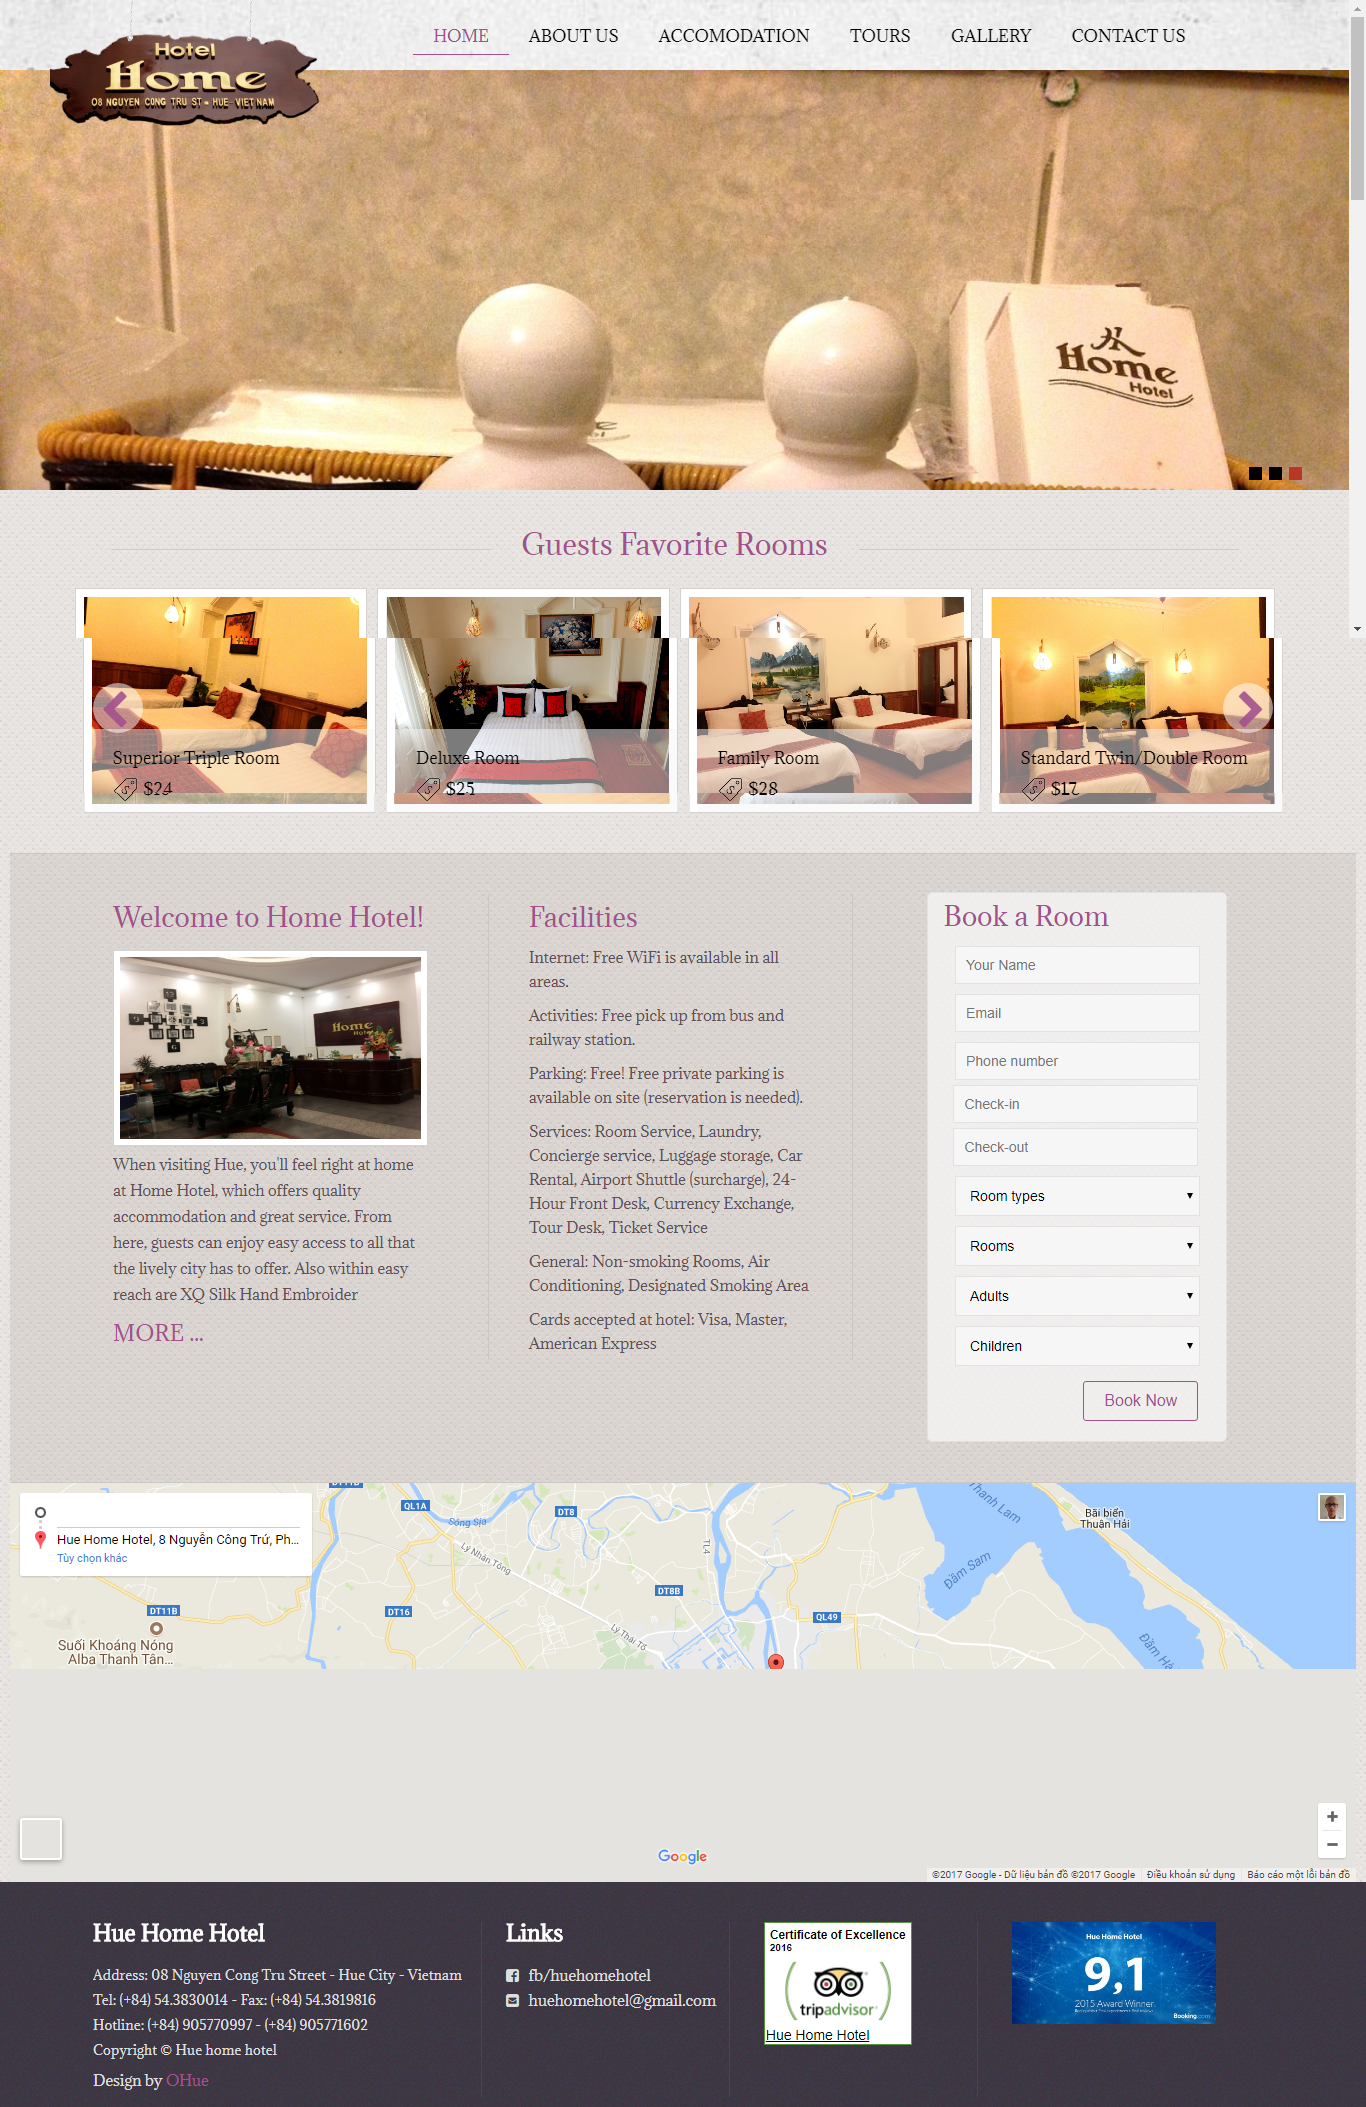 Hotel
Home
08 NGUYEN CONG TRU ST - HUE - VIET NAM
HOME
ABOUT US
ACCOMODATION
TOURS
GALLERY
CONTACT US
Home
Hotel
Guests Favorite Rooms
Superior Triple Room
$24
Deluxe Room
$25
Family Room
$28
Standard Twin/Double Room
$17
Welcome to Home Hotel!
Home
Hotel
When visiting Hue, you'll feel right at home
at Home Hotel, which offers quality
accommodation and great service. From
here, guests can enjoy easy access to all that
the lively city has to offer. Also within easy
reach are XQ Silk Hand Embroider
MORE ...
Facilities
Internet: Free WiFi is available in all
areas.
Activities: Free pick up from bus and
railway station.
Parking: Free! Free private parking is
available on site (reservation is needed).
Services: Room Service, Laundry,
Concierge service, Luggage storage, Car
Rental, Airport Shuttle (surcharge), 24-
Hour Front Desk, Currency Exchange,
Tour Desk, Ticket Service
General: Non-smoking Rooms, Air
Conditioning, Designated Smoking Area
Cards accepted at hotel: Visa, Master,
American Express
Book a Room
Your Name
Email
Phone number
Check-in
Check-out
Room types
Rooms
Adults
Children
Book Now
Hue Home Hotel, 8 Nguyễn Công Trứ, Ph...
Tùy chọn khác
QL1A
Sông Sịa
DT8
Lý Nhân Tông
TL4
DT8B
DT11B
DT16
QL49
Lý Thái Tổ
Suối Khoáng Nóng
Alba Thanh Tân...
Thanh Lam
Bãi biển
Thuận Hải
Đầm Sam
Google
©2017 Google - Dữ liệu bản đồ ©2017 Google
Điều khoản sử dụng
Báo cáo một lỗi bản đồ
Hue Home Hotel
Address: 08 Nguyen Cong Tru Street - Hue City - Vietnam
Tel: (+84) 54.3830014 - Fax: (+84) 54.3819816
Hotline: (+84) 905770997 - (+84) 905771602
Copyright © Hue home hotel
Design by OHue
Links
fb/huehomehotel
huehomehotel@gmail.com
Certificate of Excellence
2016
tripadvisor
Hue Home Hotel
Hue Home Hotel
9,1
2015 Award Winner
Booking.com